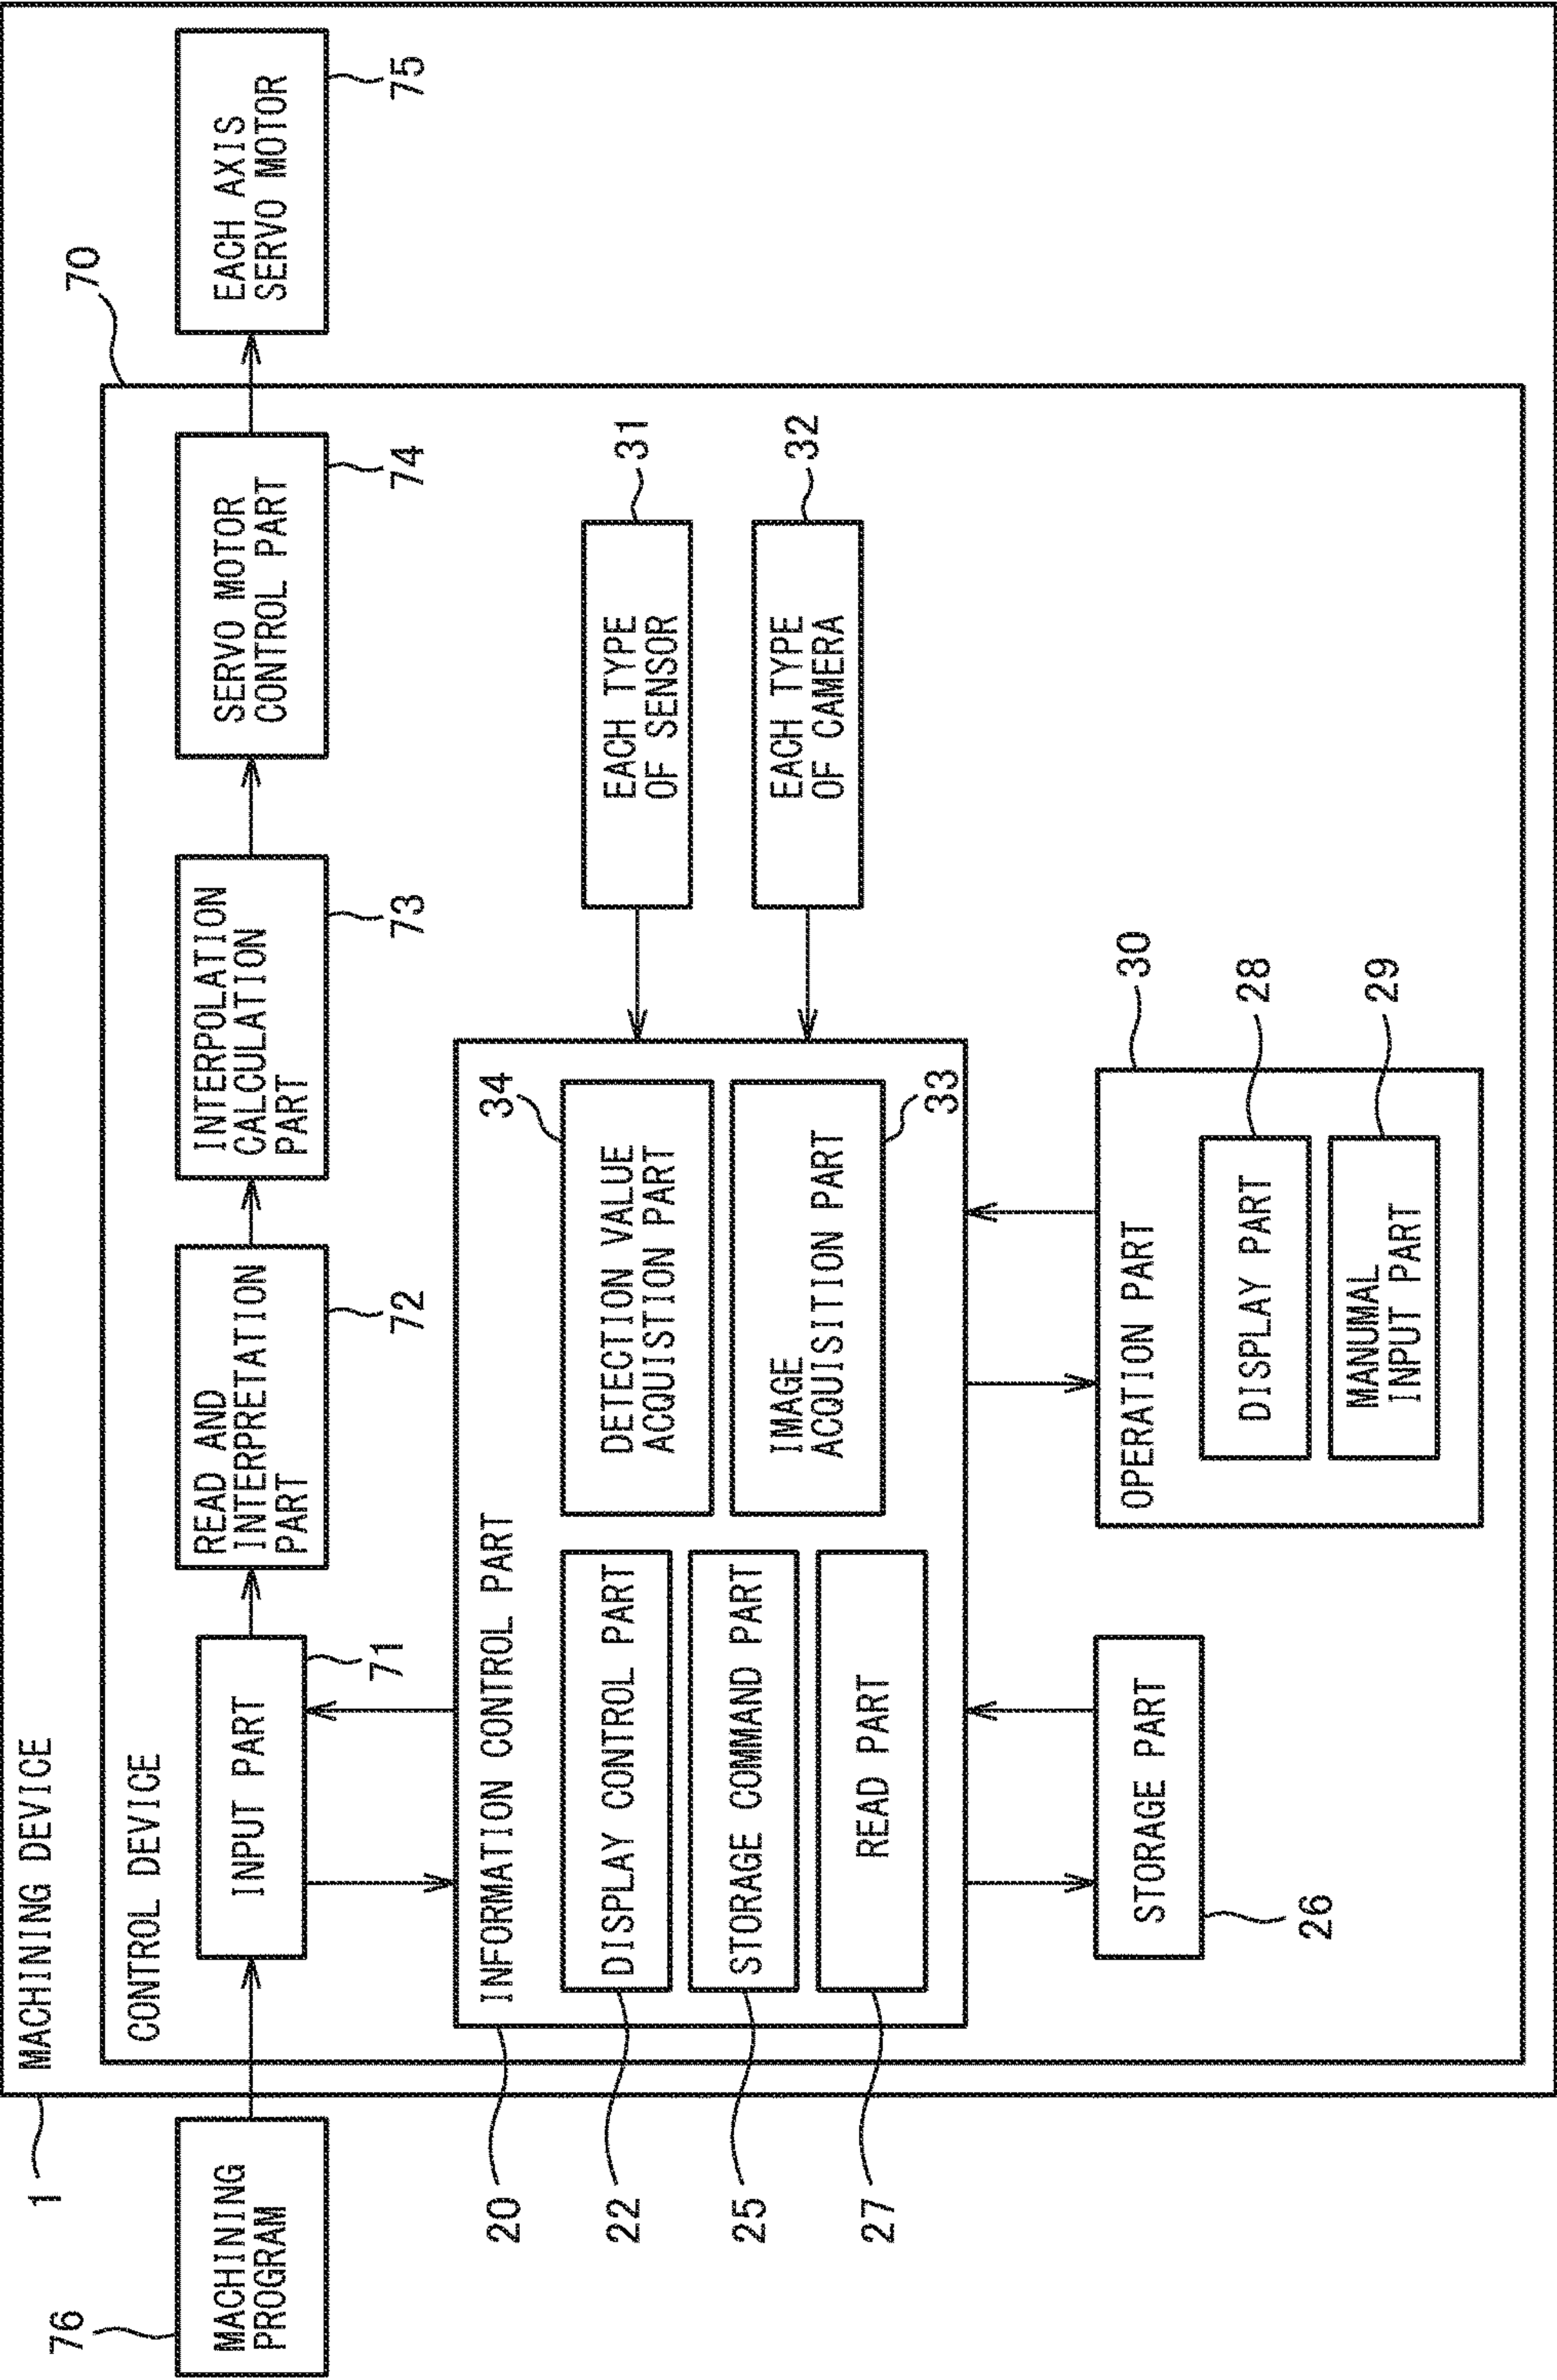 1
MACHINING DEVICE
70
CONTROL DEVICE
76
MACHINING
PROGRAM
INPUT PART
71
READ AND
INTERPRETATION
PART
72
INTERPOLATION
CALCULATION
PART
73
SERVO MOTOR
CONTROL PART
74
EACH AXIS
SERVO MOTOR
75
20
INFORMATION CONTROL PART
22
DISPLAY CONTROL PART
25
STORAGE COMMAND PART
27
READ PART
34
DETECTION VALUE
ACQUISTION PART
IMAGE
ACQUISITION PART
33
EACH TYPE
OF SENSOR
31
EACH TYPE
OF CAMERA
32
26
STORAGE PART
30
OPERATION PART
DISPLAY PART
28
MANUMAL
INPUT PART
29